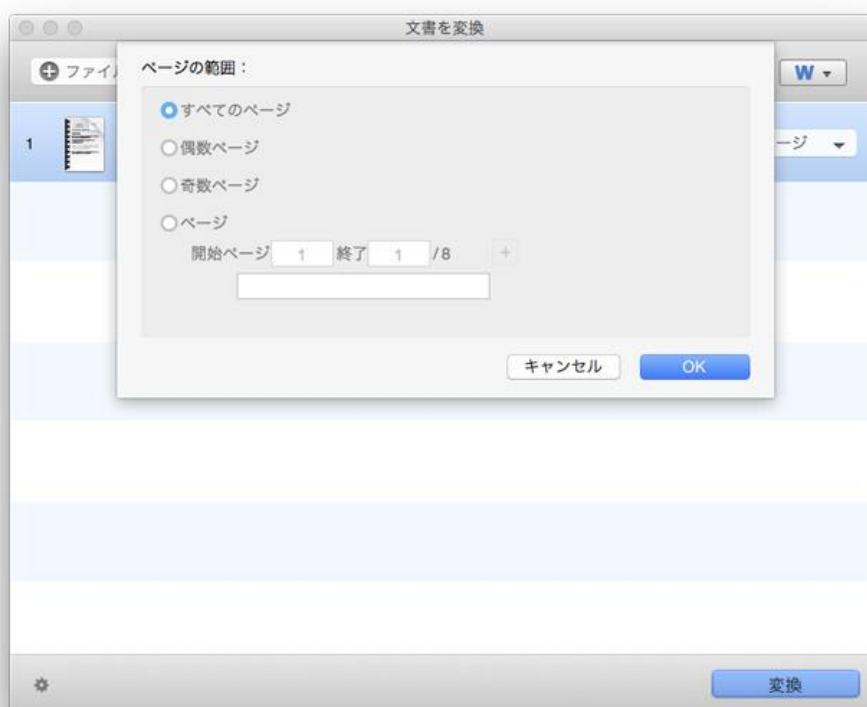 文書を変換
ファイル
W
ページの範囲：
すべてのページ
偶数ページ
奇数ページ
ページ
開始ページ 1 終了 1 /8 +
キャンセル OK
1
ージ
変換